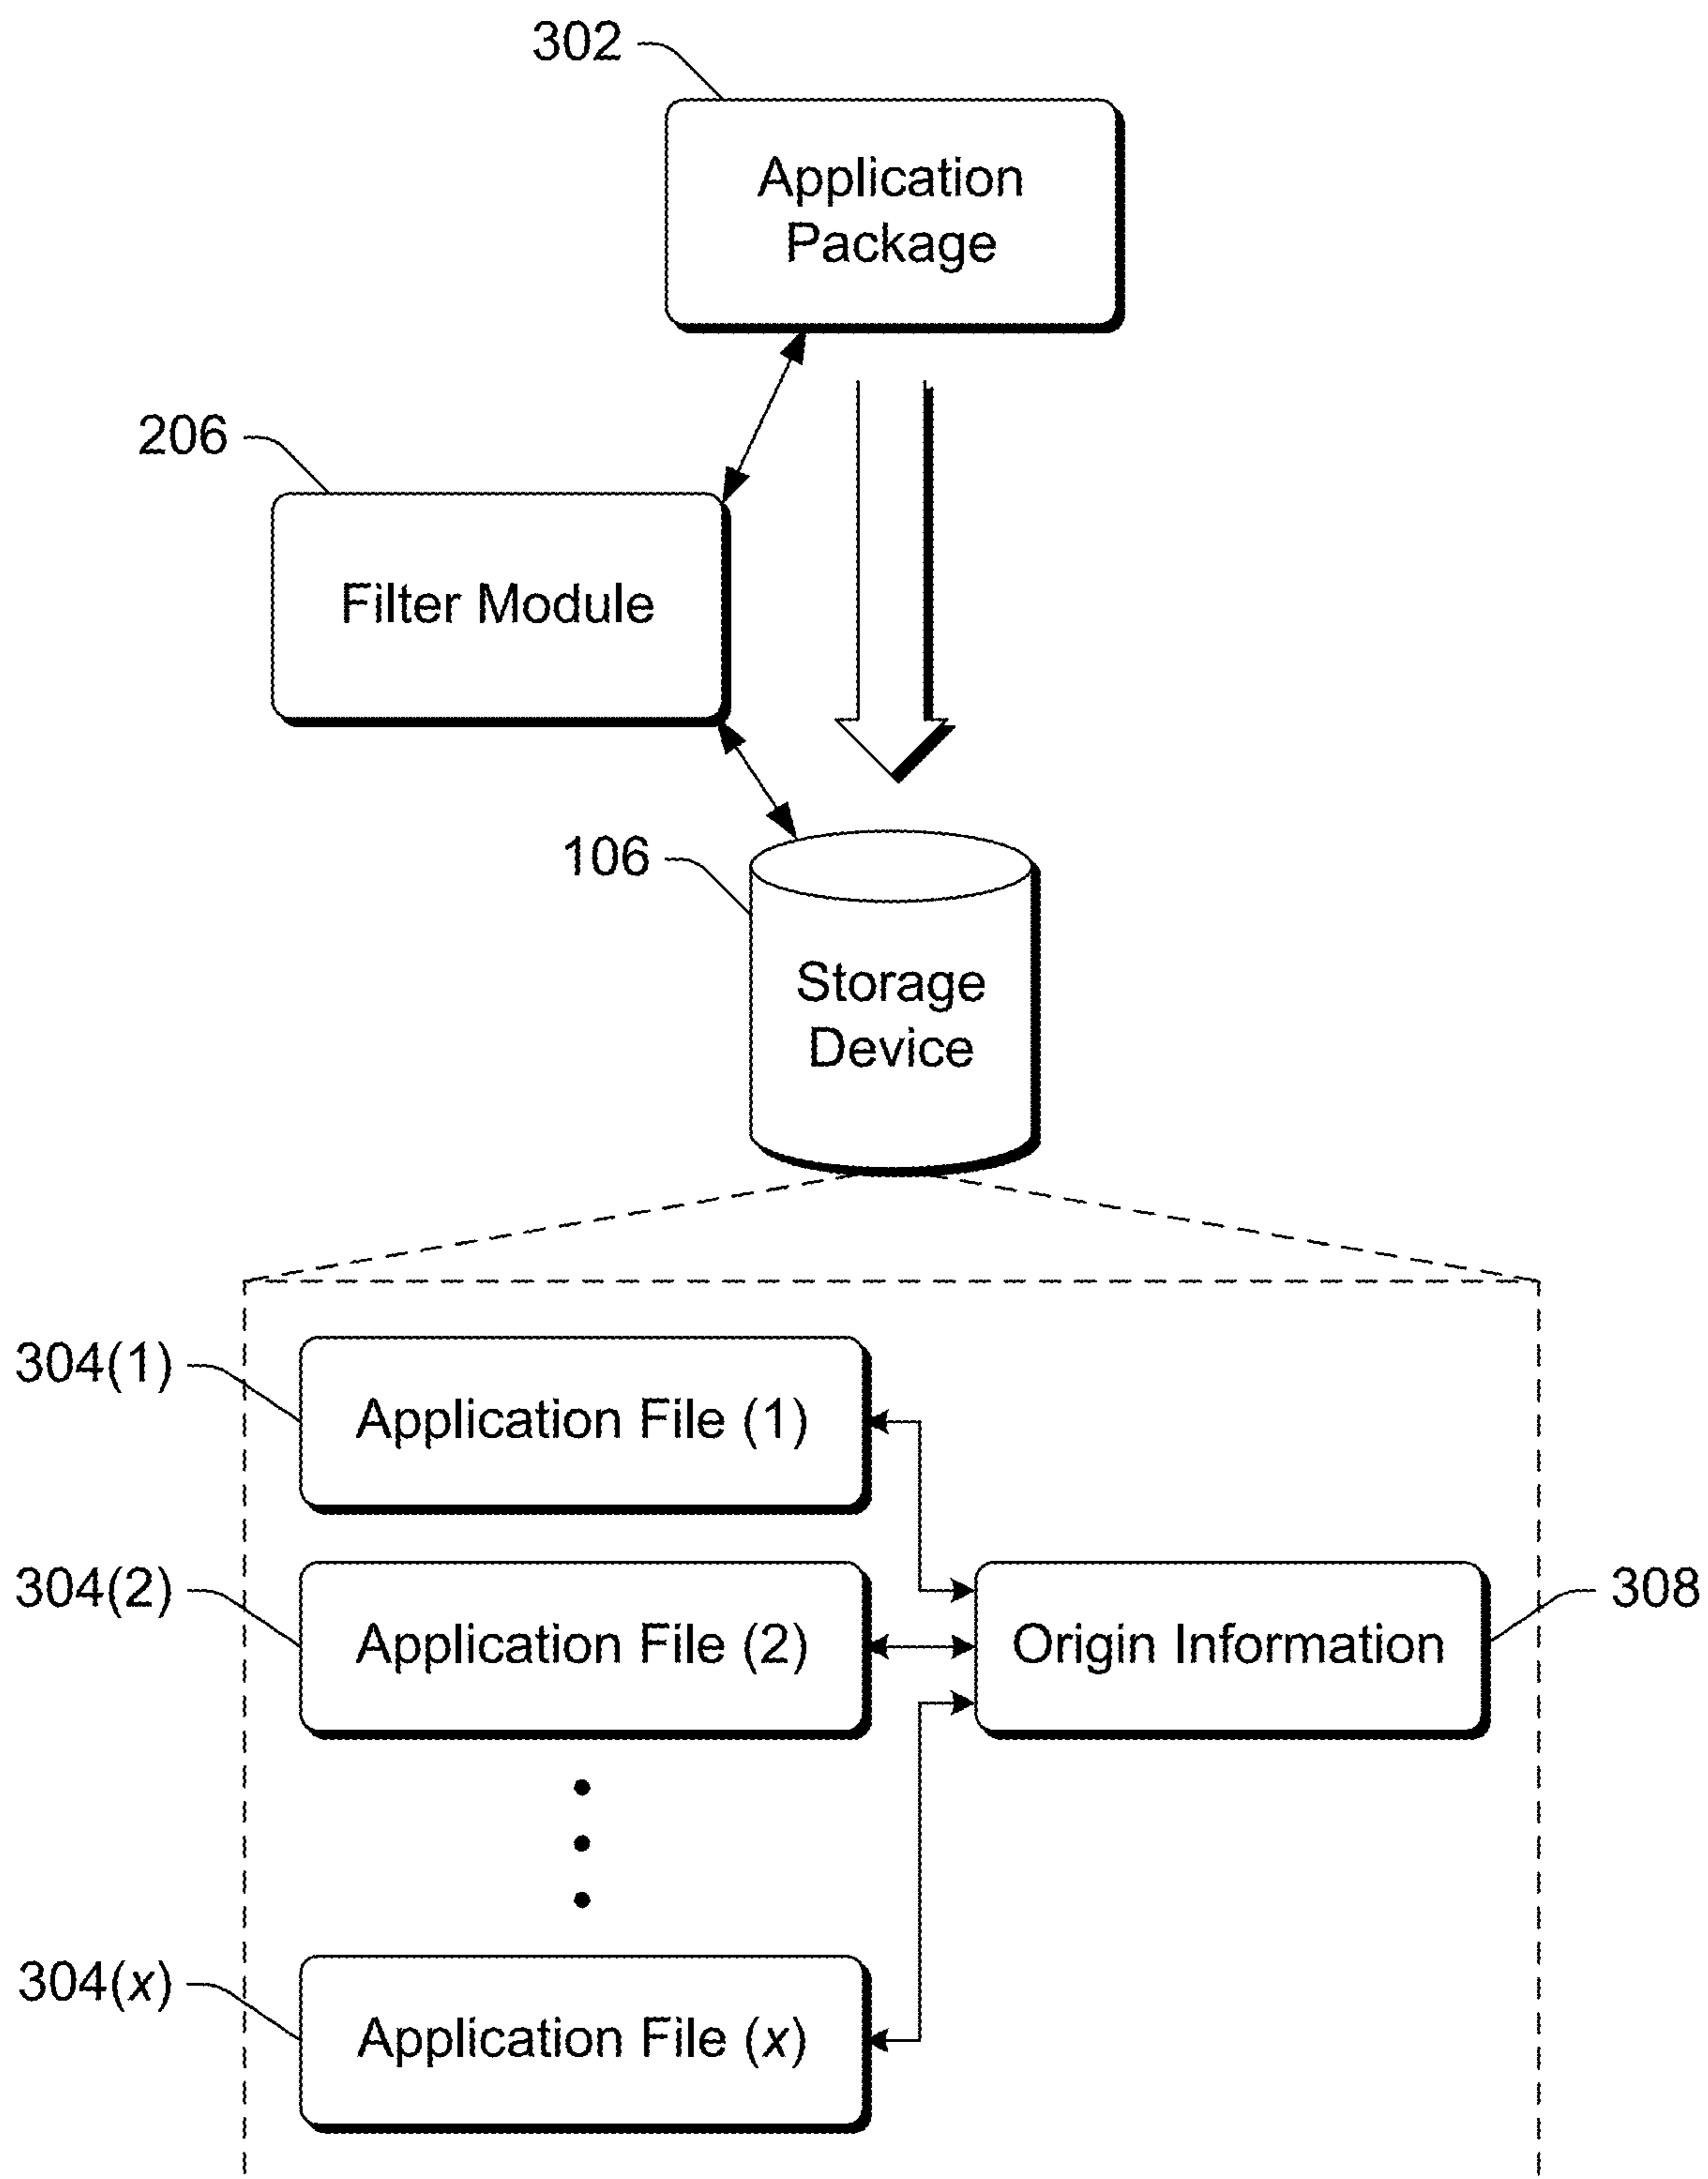 302
Application
Package
206
Filter Module
106
Storage
Device
304(1)
Application File (1)
304(2)
Application File (2)
Origin Information
308
304(x)
Application File (x)